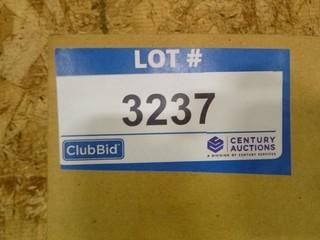 LOT #
3237
ClubBid
CENTURY
AUCTIONS
A DIVISION OF CENTURY SERVICES